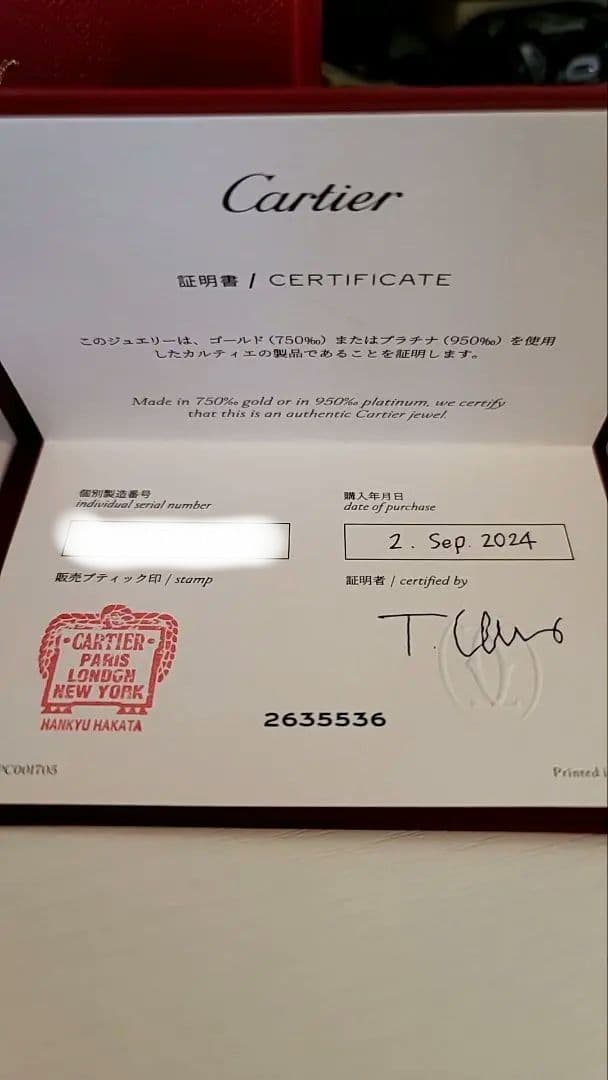 Cartier
証明書 / CERTIFICATE
このジュエリーは、ゴールド（750‰）またはプラチナ（950‰）を使用
したカルティエの製品であることを証明します。
Made in 750‰ gold or in 950‰ platinum, we certify
that this is an authentic Cartier jewel.
個別製造番号
individual serial number
購入年月日
date of purchase
2. Sep. 2024
販売ブティック印 / stamp
証明者 / certified by
T.
CARTIER
PARIS
LONDON
NEW YORK
HANKYU HAKATA
2635536
PC001705
Printed